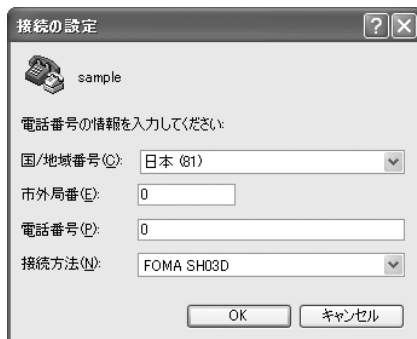 接続の設定
sample
電話番号の情報を入力してください:
国/地域番号(C): 日本 (81)
市外局番(E): 0
電話番号(P): 0
接続方法(N): FOMA SH03D
OK キャンセル